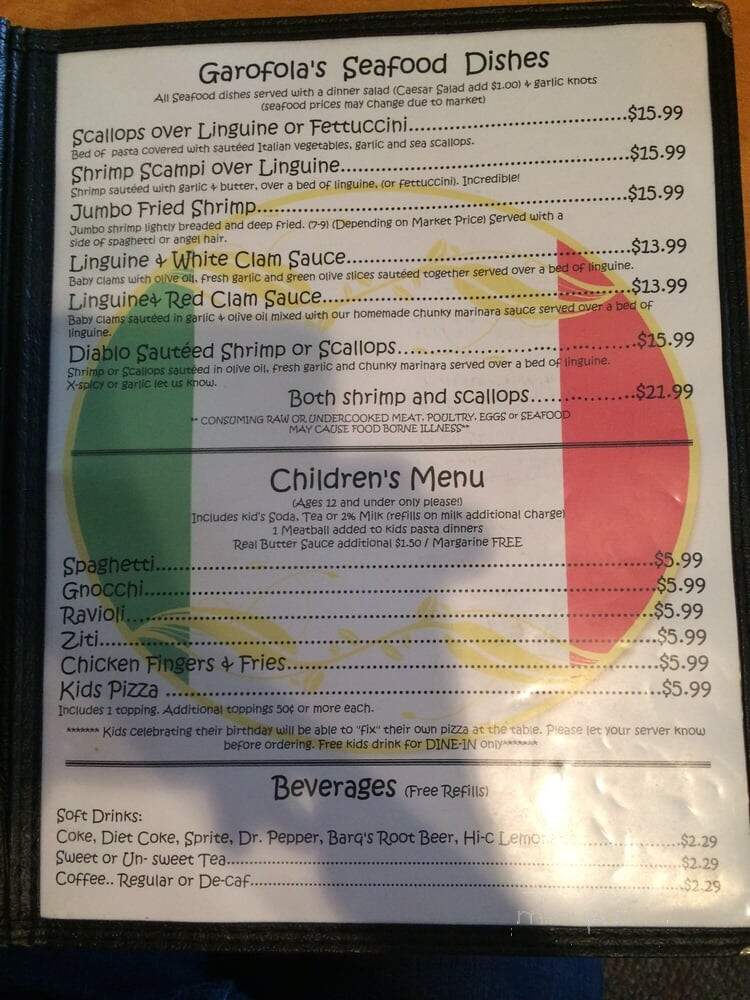 Garofola's Seafood Dishes
All Seafood dishes served with a dinner salad (Caesar Salad add $1.00) & garlic knots
(seafood prices may change due to market)
Scallops over Linguine or Fettuccini....................................$15.99
Bed of pasta covered with sautéed Italian vegetables, garlic and sea scallops.
Shrimp Scampi over Linguine...............................................$15.99
Shrimp sautéed with garlic & butter, over a bed of linguine, (or fettuccini). Incredible!
Jumbo Fried Shrimp............................................................$15.99
Jumbo shrimp lightly breaded and deep fried. (7-9) (Depending on Market Price) Served with a
side of spaghetti or angel hair.
Linguine & White Clam Sauce...............................................$13.99
Baby clams with olive oil, fresh garlic and green olive slices sautéed together served over a bed of linguine.
Linguine& Red Clam Sauce...................................................$13.99
Baby clams sautéed in garlic & olive oil mixed with our homemade chunky marinara sauce served over a bed of
linguine.
Diablo Sautéed Shrimp or Scallops.......................................$15.99
Shrimp or Scallops sautéed in olive oil, fresh garlic and chunky marinara served over a bed of linguine.
X-spicy or garlic let us know.
Both shrimp and scallops.................$21.99
** CONSUMING RAW OR UNDERCOOKED MEAT, POULTRY, EGGS or SEAFOOD
MAY CAUSE FOOD BORNE ILLNESS**
Children's Menu
(Ages 12 and under only please!)
Includes kid's Soda, Tea or 2% Milk (refills on milk additional charge)
1 Meatball added to kids pasta dinners
Real Butter Sauce additional $1.50 / Margarine FREE
Spaghetti..............................................................................$5.99
Gnocchi................................................................................$5.99
Ravioli..................................................................................$5.99
Ziti.......................................................................................$5.99
Chicken Fingers & Fries..........................................................$5.99
Kids Pizza ............................................................................$5.99
Includes 1 topping. Additional toppings 50¢ or more each.
******* Kids celebrating their birthday will be able to "fix" their own pizza at the table. Please let your server know
before ordering. Free kids drink for DINE-IN only*******
Beverages (Free Refills)
Soft Drinks:
Coke, Diet Coke, Sprite, Dr. Pepper, Barq's Root Beer, Hi-c ....................$2.29
Sweet or Un- sweet Tea.........................................................................$2.29
Coffee.. Regular or De-caf.....................................................................$2.29